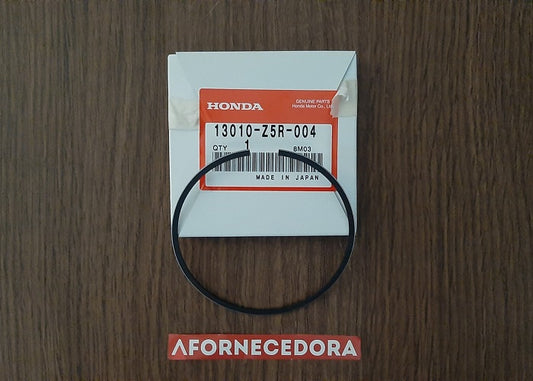 HONDA
GENUINE PARTS
Honda Motor Co., Ltd.
13010-Z5R-004
QTY 1 8M03
MADE IN JAPAN
AFORNECEDORA